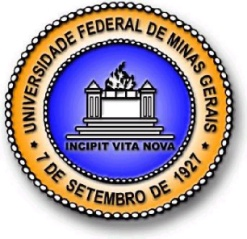 UNIVERSIDADE FEDERAL DE MINAS GERAIS
INCIPIT VITA NOVA
* 7 DE SETEMBRO DE 1927 *